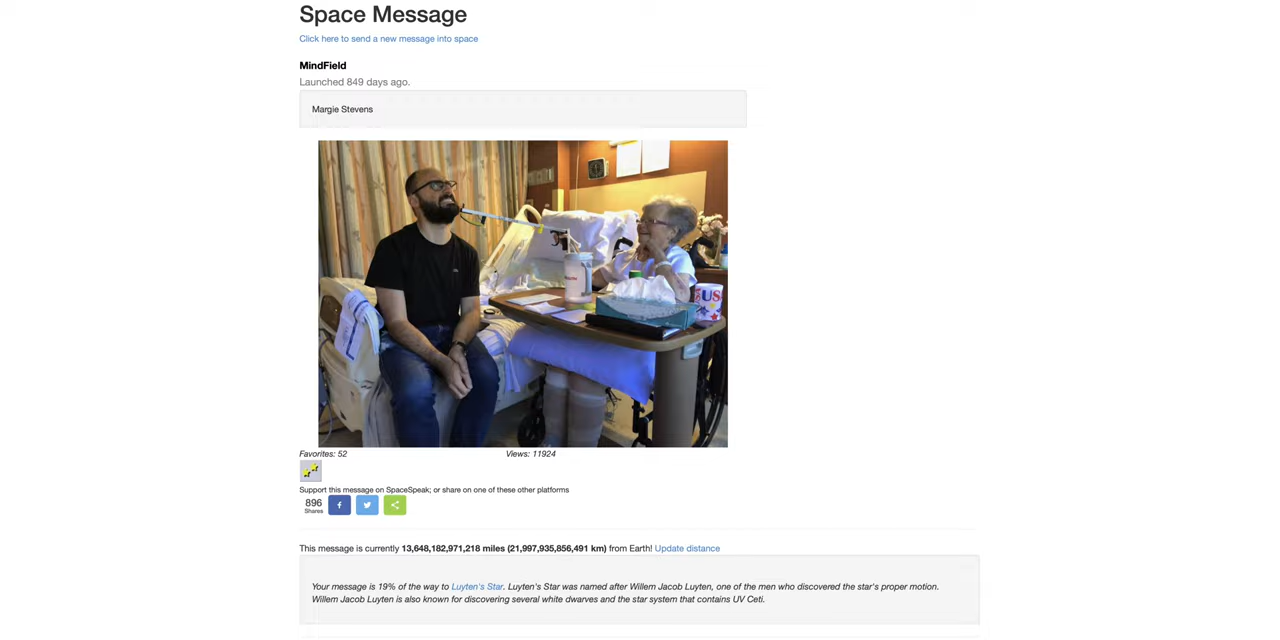 Space Message
Click here to send a new message into space
MindField
Launched 849 days ago.
Margie Stevens
US
Favorites: 52 Views: 11924
Support this message on SpaceSpeak; or share on one of these other platforms
896
Shares
This message is currently 13,648,182,971,218 miles (21,997,935,856,491 km) from Earth! Update distance
Your message is 19% of the way to Luyten's Star. Luyten's Star was named after Willem Jacob Luyten, one of the men who discovered the star's proper motion.
Willem Jacob Luyten is also known for discovering several white dwarves and the star system that contains UV Ceti.